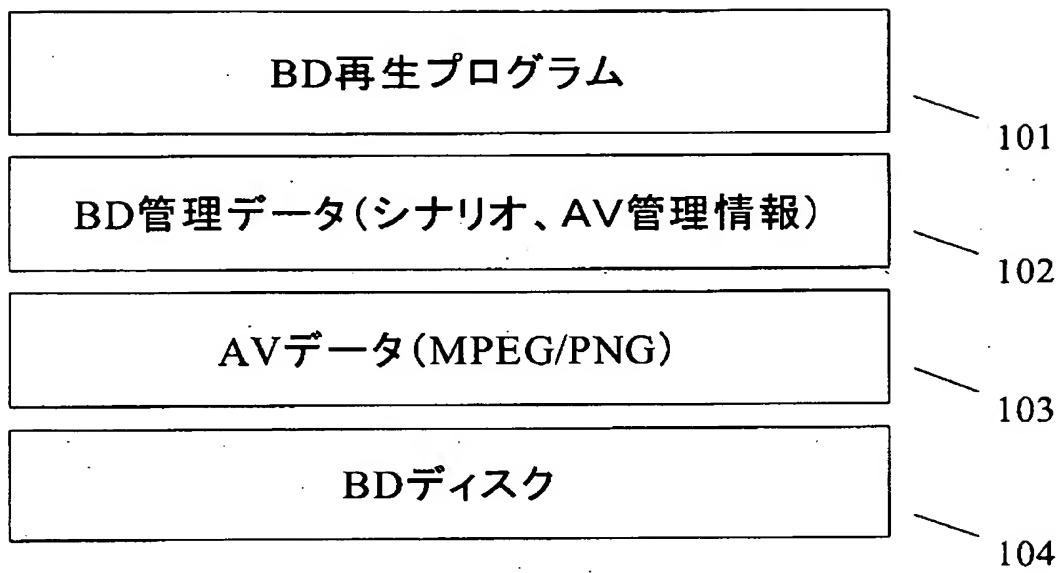 BD再生プログラム
101
BD管理データ(シナリオ、AV管理情報)
102
AVデータ(MPEG/PNG)
103
BDディスク
104